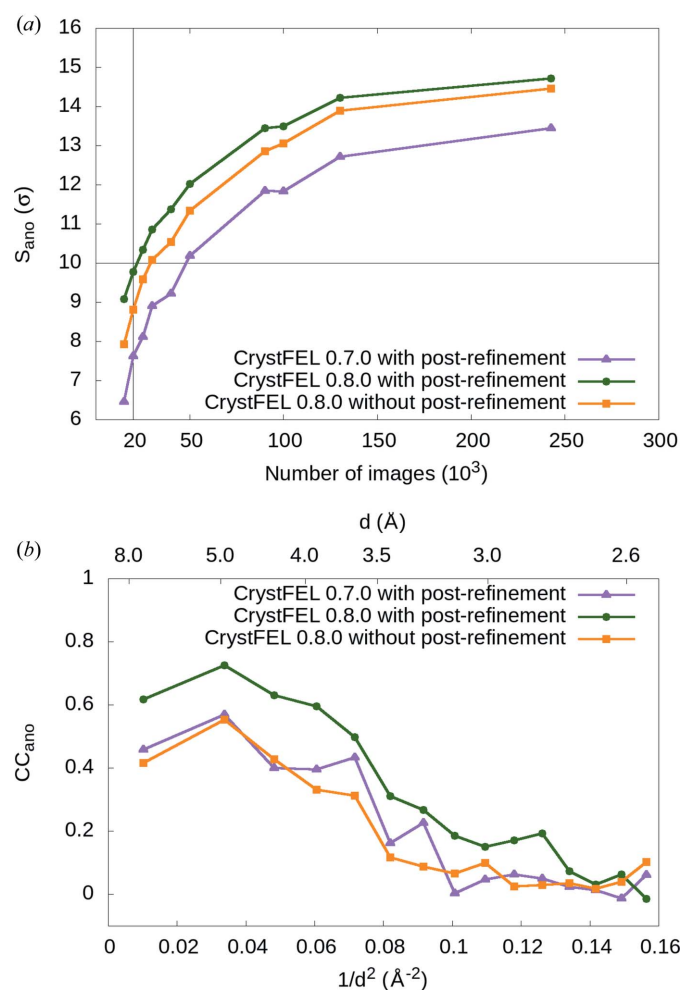 (a)
16
15
14
13
12
11
10
9
8
7
6
S_ano (σ)
CrystFEL 0.7.0 with post-refinement
CrystFEL 0.8.0 with post-refinement
CrystFEL 0.8.0 without post-refinement
20 50 100 150 200 250 300
Number of images (10³)
(b)
d (Å)
8.0 5.0 4.0 3.5 3.0 2.6
1
0.8
0.6
0.4
0.2
0
CC_ano
CrystFEL 0.7.0 with post-refinement
CrystFEL 0.8.0 with post-refinement
CrystFEL 0.8.0 without post-refinement
0 0.02 0.04 0.06 0.08 0.1 0.12 0.14 0.16
1/d² (Å⁻²)